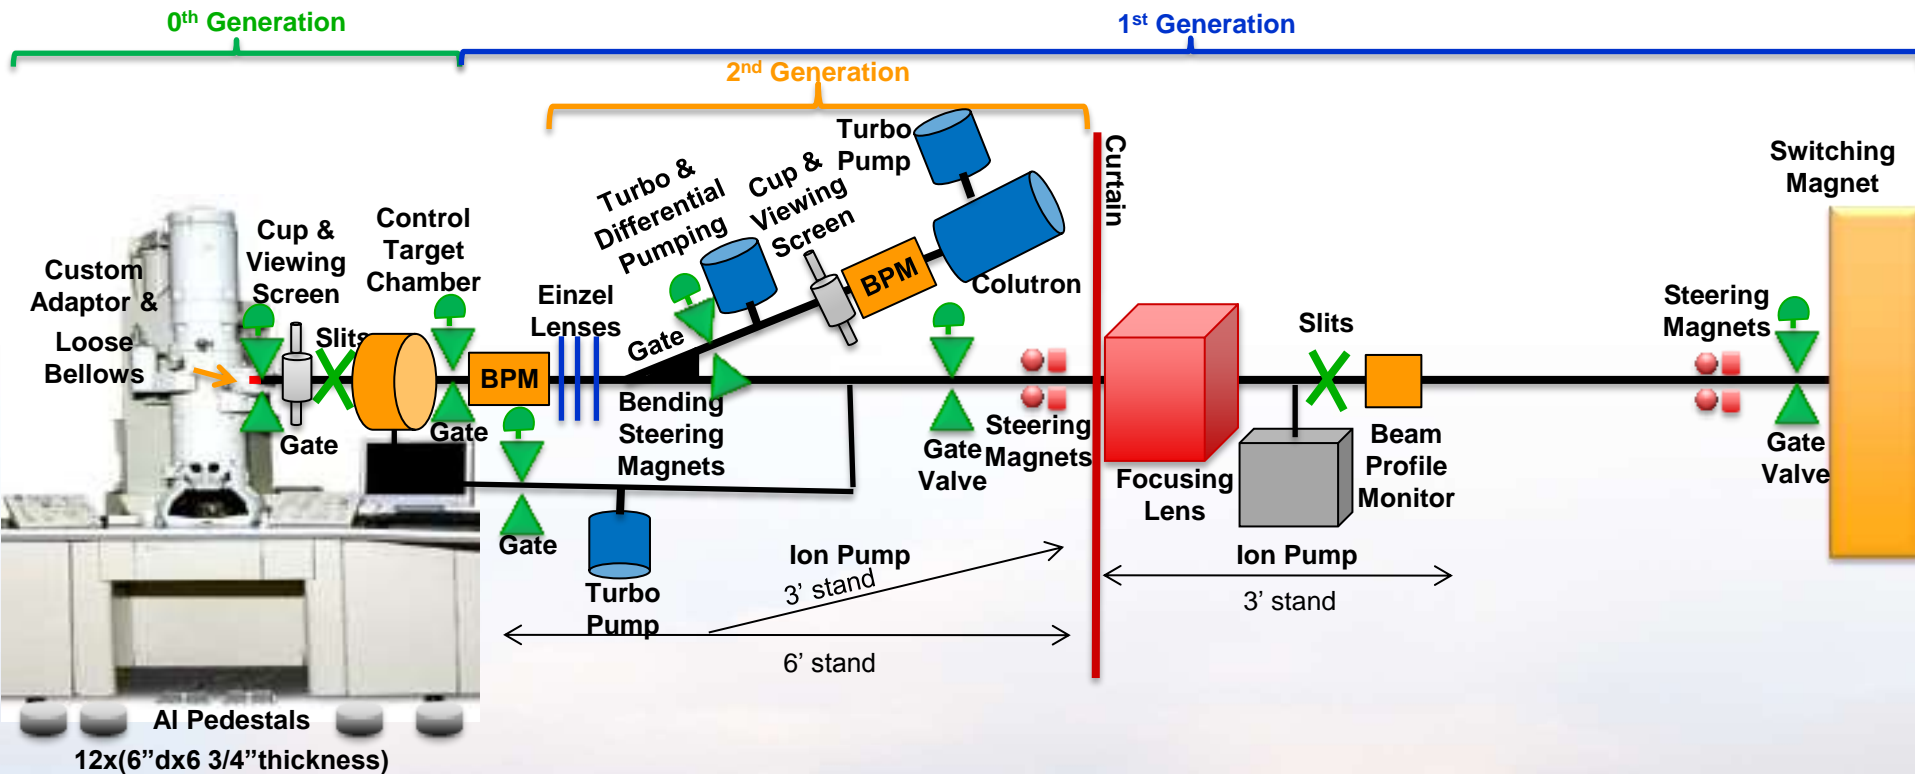 0th Generation
1st Generation
2nd Generation
Turbo
Pump
Curtain
Switching
Magnet
Turbo &
Differential
Pumping
Cup &
Viewing
Screen
Control
Target
Chamber
Cup &
Viewing
Screen
Custom
Adaptor &
Loose
Bellows
Slits
Einzel
Lenses
Gate
BPM
Colutron
Steering
Magnets
Slits
BPM
Gate
Gate
Bending
Steering
Magnets
Gate
Valve
Steering
Magnets
Focusing
Lens
Beam
Profile
Monitor
Gate
Valve
Gate
Turbo
Pump
Ion Pump
3’ stand
6’ stand
Ion Pump
3’ stand
Al Pedestals
12x(6”dx6 3/4”thickness)